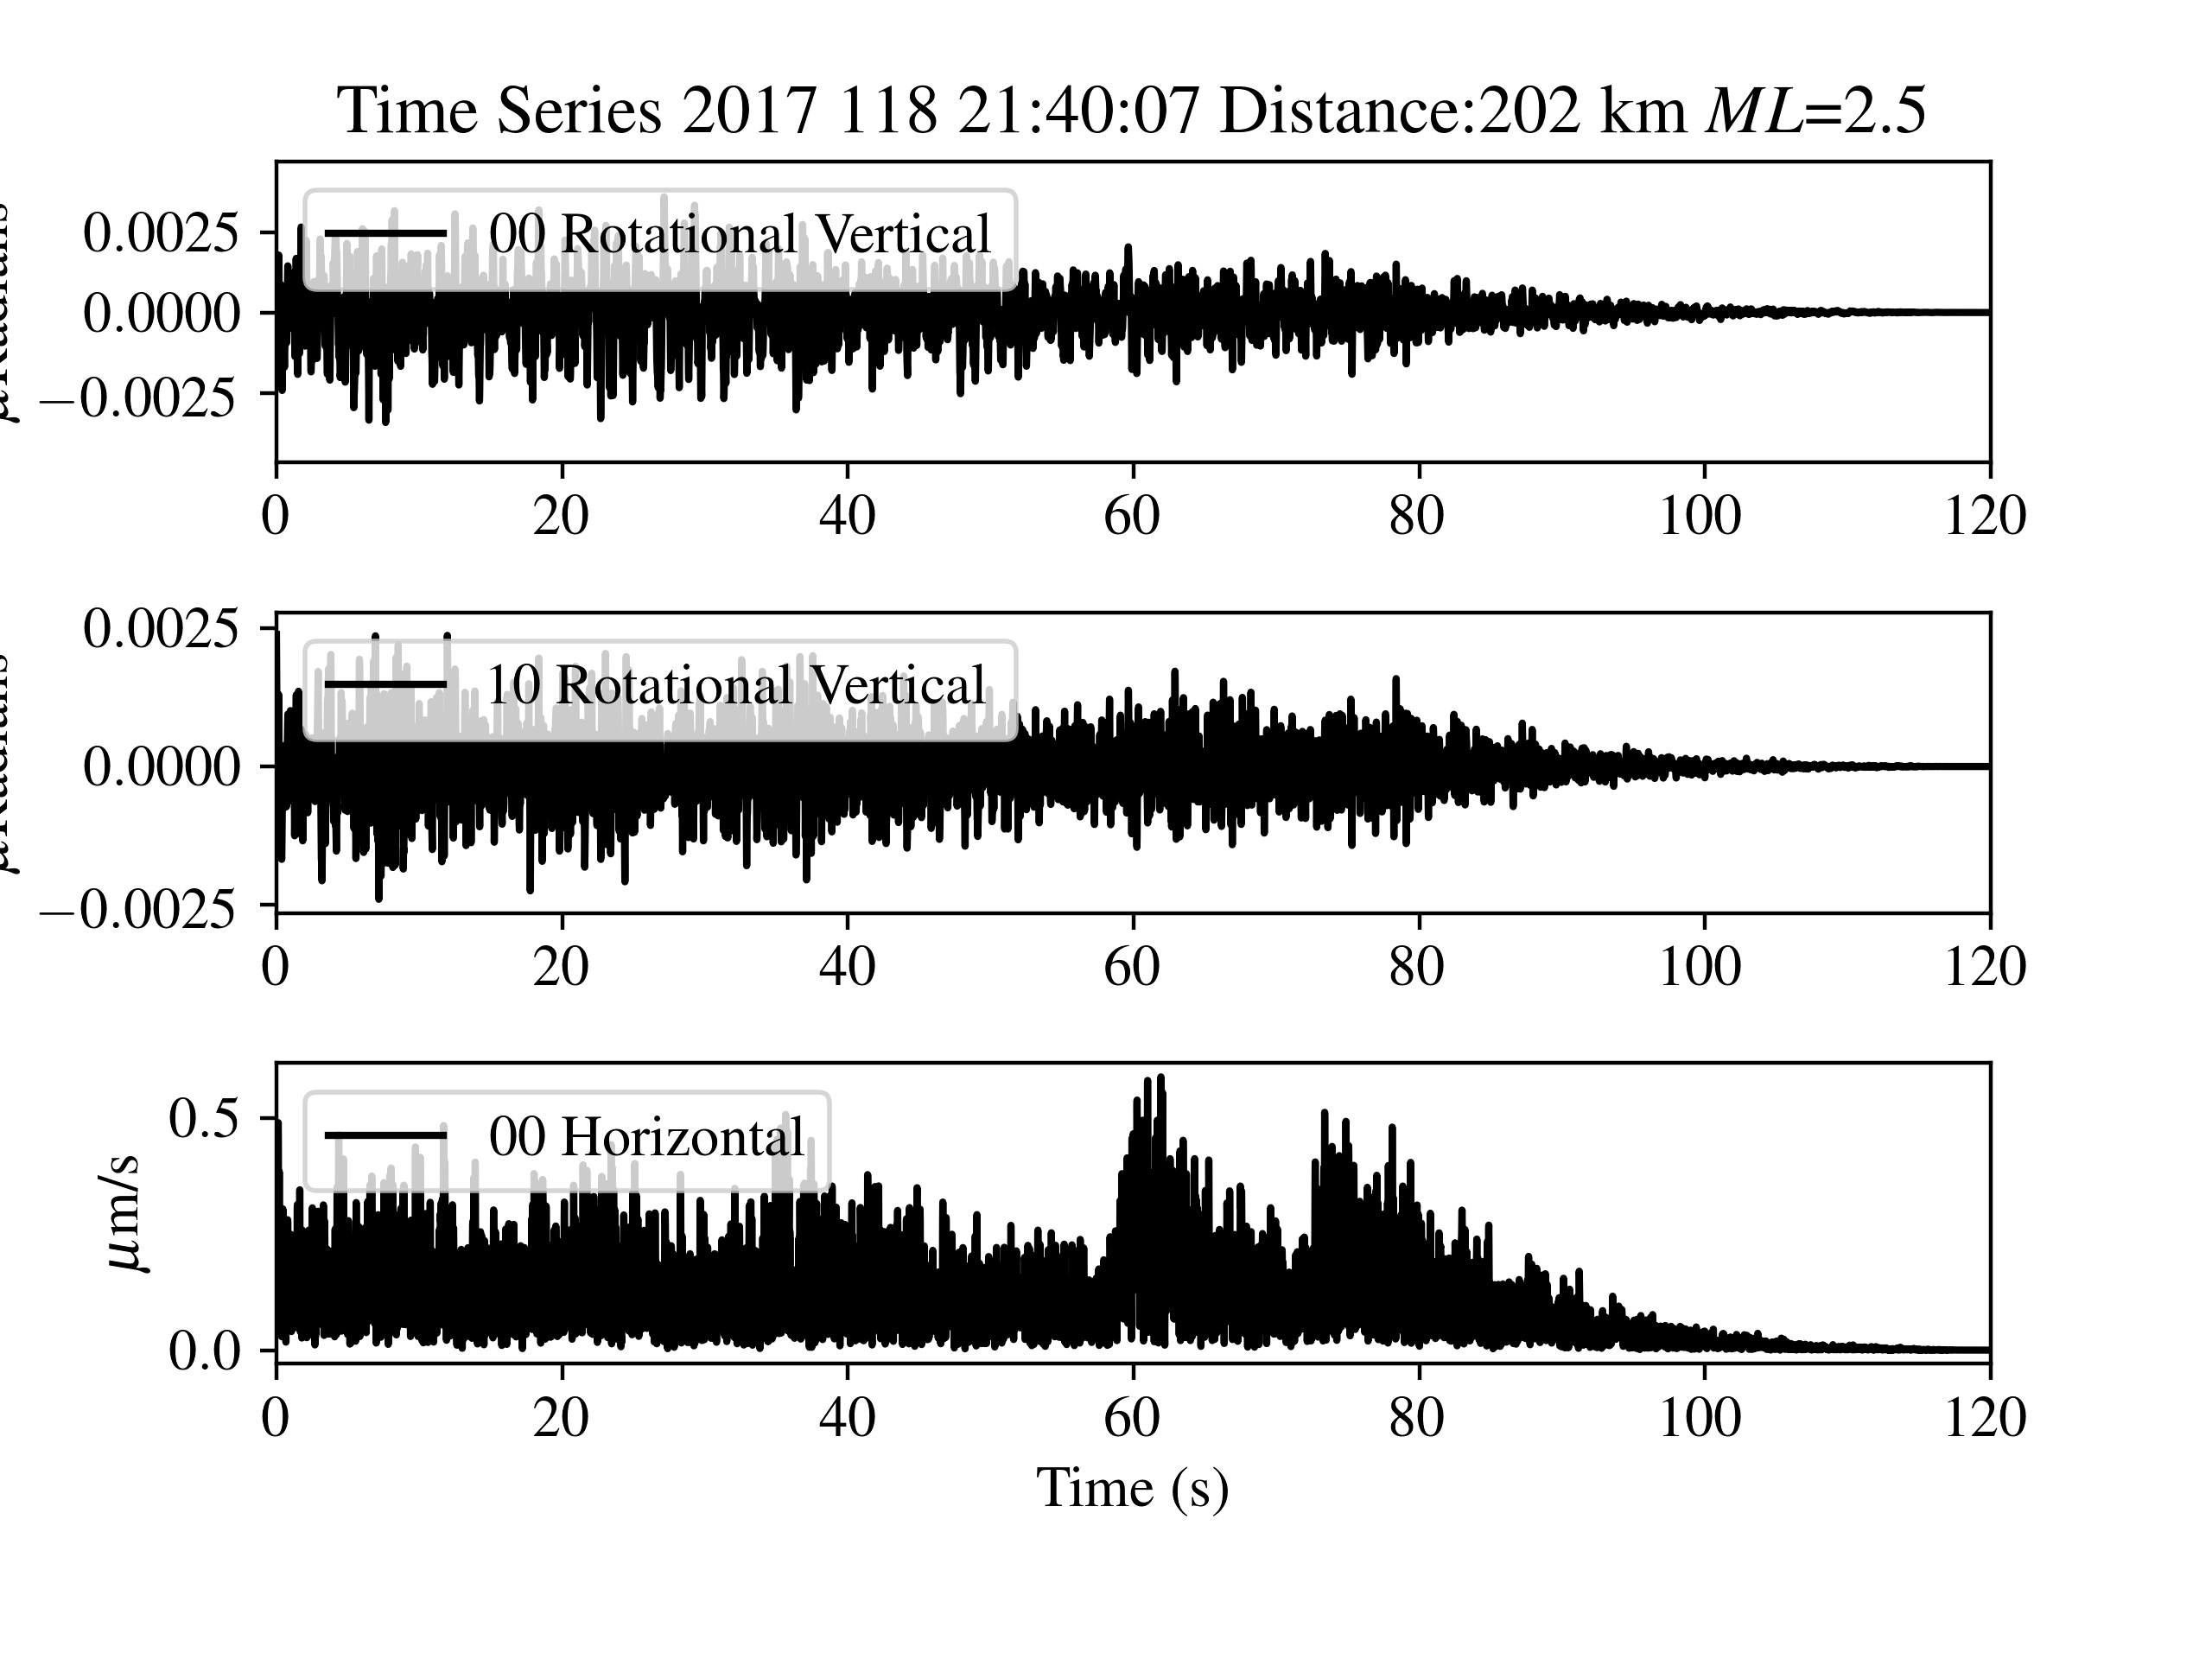 Time Series 2017 118 21:40:07 Distance:202 km ML=2.5
0.0025
0.0000
−0.0025
00 Rotational Vertical
0 20 40 60 80 100 120
0.0025
0.0000
−0.0025
10 Rotational Vertical
0 20 40 60 80 100 120
μm/s
0.5
0.0
00 Horizontal
0 20 40 60 80 100 120
Time (s)